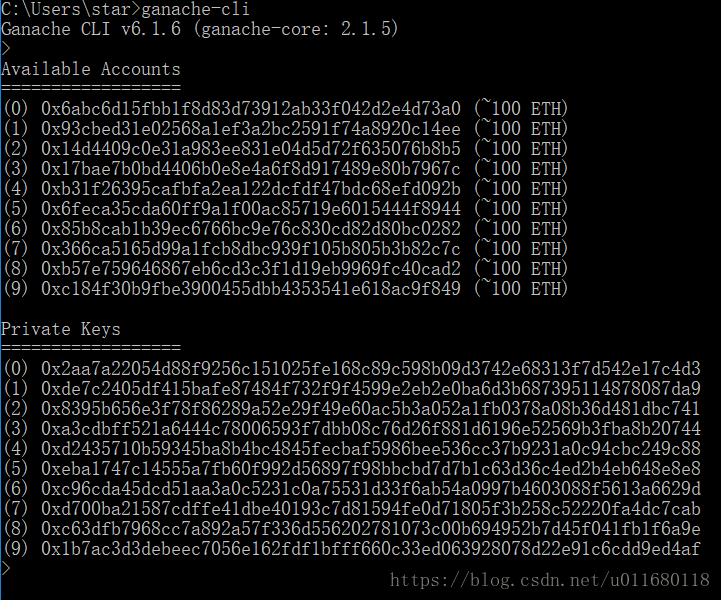 C:\Users\star>ganache-cli
Ganache CLI v6.1.6 (ganache-core: 2.1.5)
>
Available Accounts
==================
(0) 0x6abc6d15fbb1f8d83d73912ab33f042d2e4d73a0 (~100 ETH)
(1) 0x93cbed31e02568a1ef3a2bc2591f74a8920c14ee (~100 ETH)
(2) 0x14d4409c0e31a983ee831e04d5d72f635076b8b5 (~100 ETH)
(3) 0x17bae7b0bd4406b0e8e4a6f8d917489e80b7967c (~100 ETH)
(4) 0xb31f26395cafbfa2ea122dcfdf47bdc68efd092b (~100 ETH)
(5) 0x6feca35cda60ff9a1f00ac85719e6015444f8944 (~100 ETH)
(6) 0x85b8cab1b39ec6766bc9e76c830cd82d80bc0282 (~100 ETH)
(7) 0x366ca5165d99a1fcb8dbc939f105b805b3b82c7c (~100 ETH)
(8) 0xb57e759646867eb6cd3c3f1d19eb9969fc40cad2 (~100 ETH)
(9) 0xc184f30b9fbe3900455dbb4353541e618ac9f849 (~100 ETH)
Private Keys
==================
(0) 0x2aa7a22054d88f9256c151025fe168c89c598b09d3742e68313f7d542e17c4d3
(1) 0xde7c2405df415bafe87484f732f9f4599e2eb2e0ba6d3b687395114878087da9
(2) 0x8395b656e3f78f86289a52e29f49e60ac5b3a052a1fb0378a08b36d481dbc741
(3) 0xa3cdbff521a6444c78006593f7dbb08c76d26f881d6196e52569b3fba8b20744
(4) 0xd2435710b59345ba8b4bc4845fecbaf5986bee536cc37b9231a0c94cbc249c88
(5) 0xeba1747c14555a7fb60f992d56897f98bbcbd7d7b1c63d36c4ed2b4eb648e8e8
(6) 0xc96cda45dcd51aa3a0c5231c0a75531d33f6ab54a0997b4603088f5613a6629d
(7) 0xd700ba21587cdffe41dbe40193c7d81594fe0d71805f3b258c52220fa4dc7cab
(8) 0xc63dfb7968cc7a892a57f336d556202781073c00b694952b7d45f041fb1f6a9e
(9) 0x1b7ac3d3debeec7056e162fdf1bfff660c33ed063928078d22e91c6cdd9ed4af
>
https://blog.csdn.net/u011680118